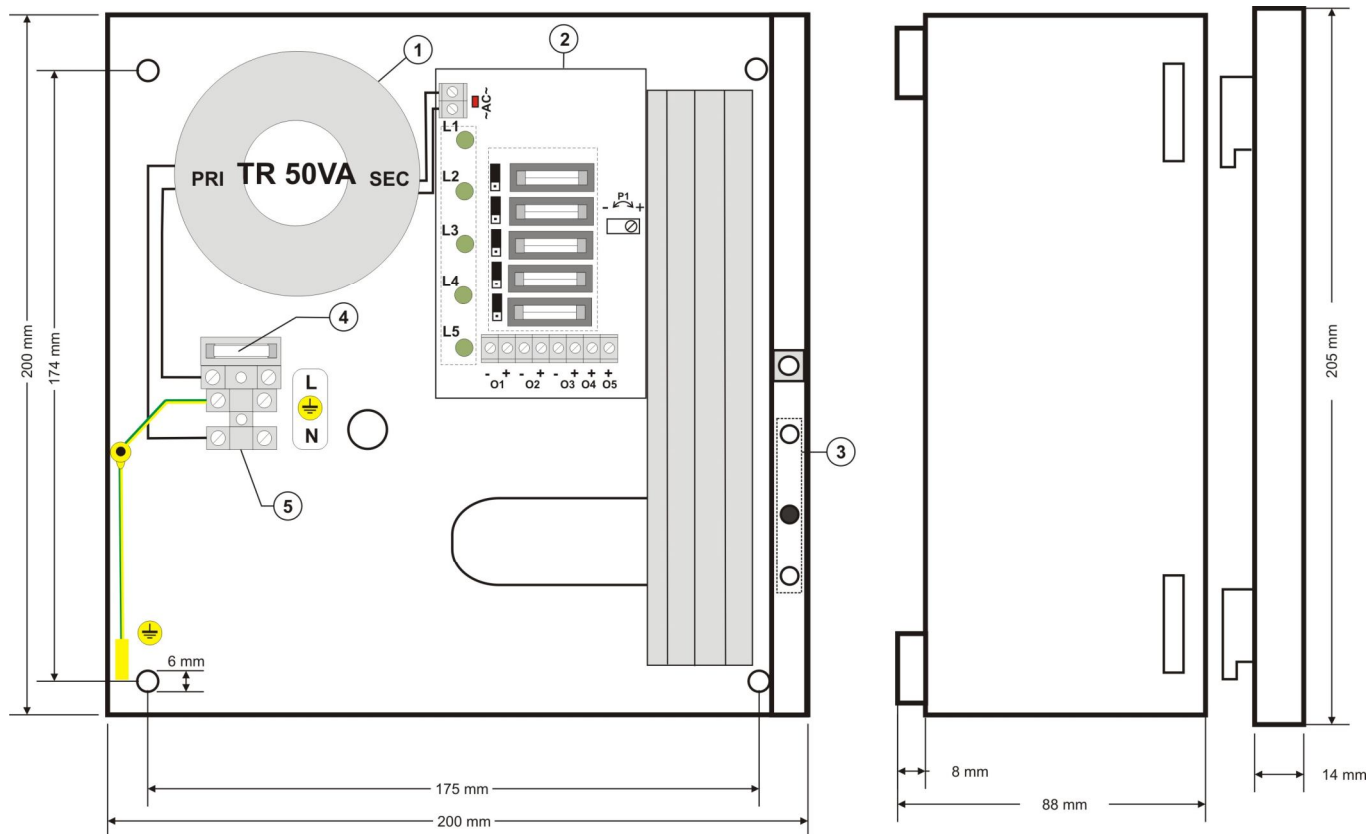 1
2
3
4
5
PRI TR 50VA SEC
~AC~
L1
L2
L3
L4
L5
P1
- +
- + - + - + + +
O1 O2 O3 O4 O5
L
N
200 mm
174 mm
6 mm
175 mm
200 mm
8 mm
88 mm
14 mm
205 mm